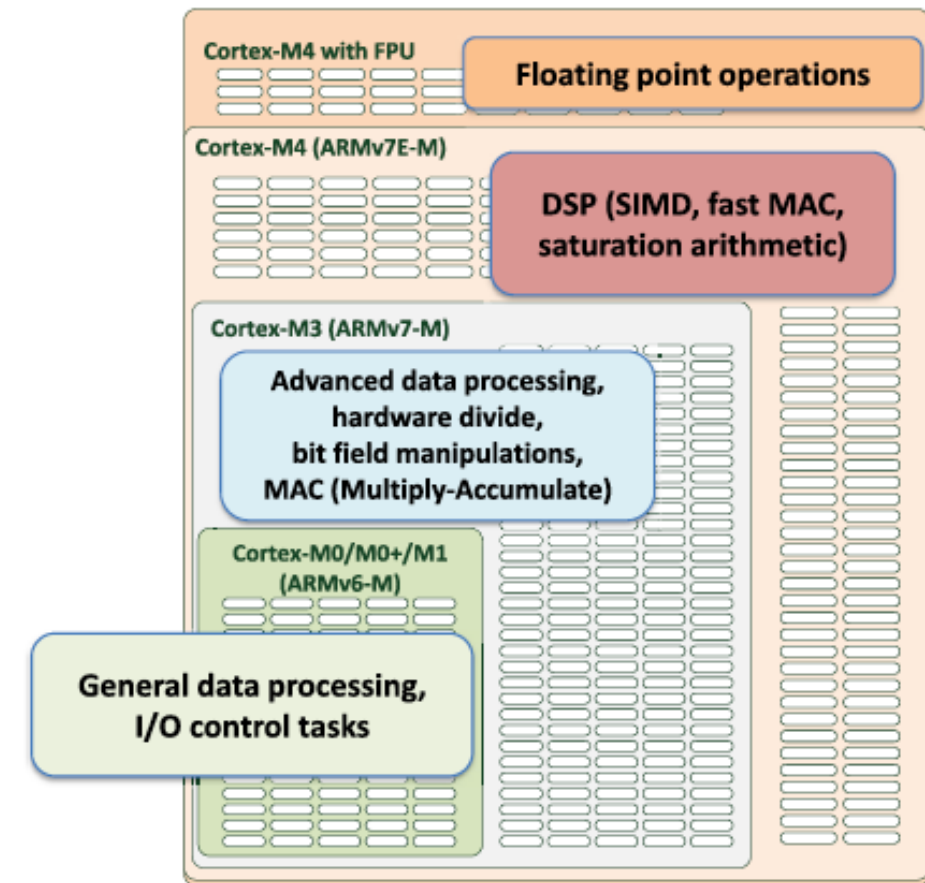 Cortex-M4 with FPU
Floating point operations
Cortex-M4 (ARMv7E-M)
DSP (SIMD, fast MAC,
saturation arithmetic)
Cortex-M3 (ARMv7-M)
Advanced data processing,
hardware divide,
bit field manipulations,
MAC (Multiply-Accumulate)
Cortex-M0/M0+/M1
(ARMv6-M)
General data processing,
I/O control tasks